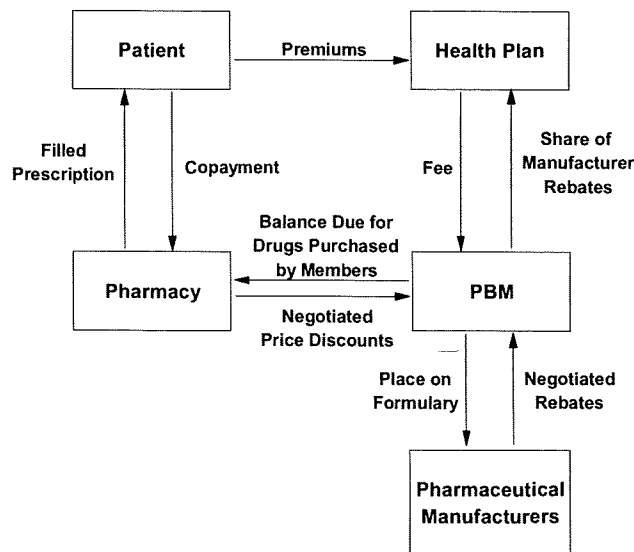 Patient
Premiums
Health Plan
Filled
Prescription
Copayment
Fee
Share of
Manufacturer
Rebates
Balance Due for
Drugs Purchased
by Members
Pharmacy
PBM
Negotiated
Price Discounts
Place on
Formulary
Negotiated
Rebates
Pharmaceutical
Manufacturers